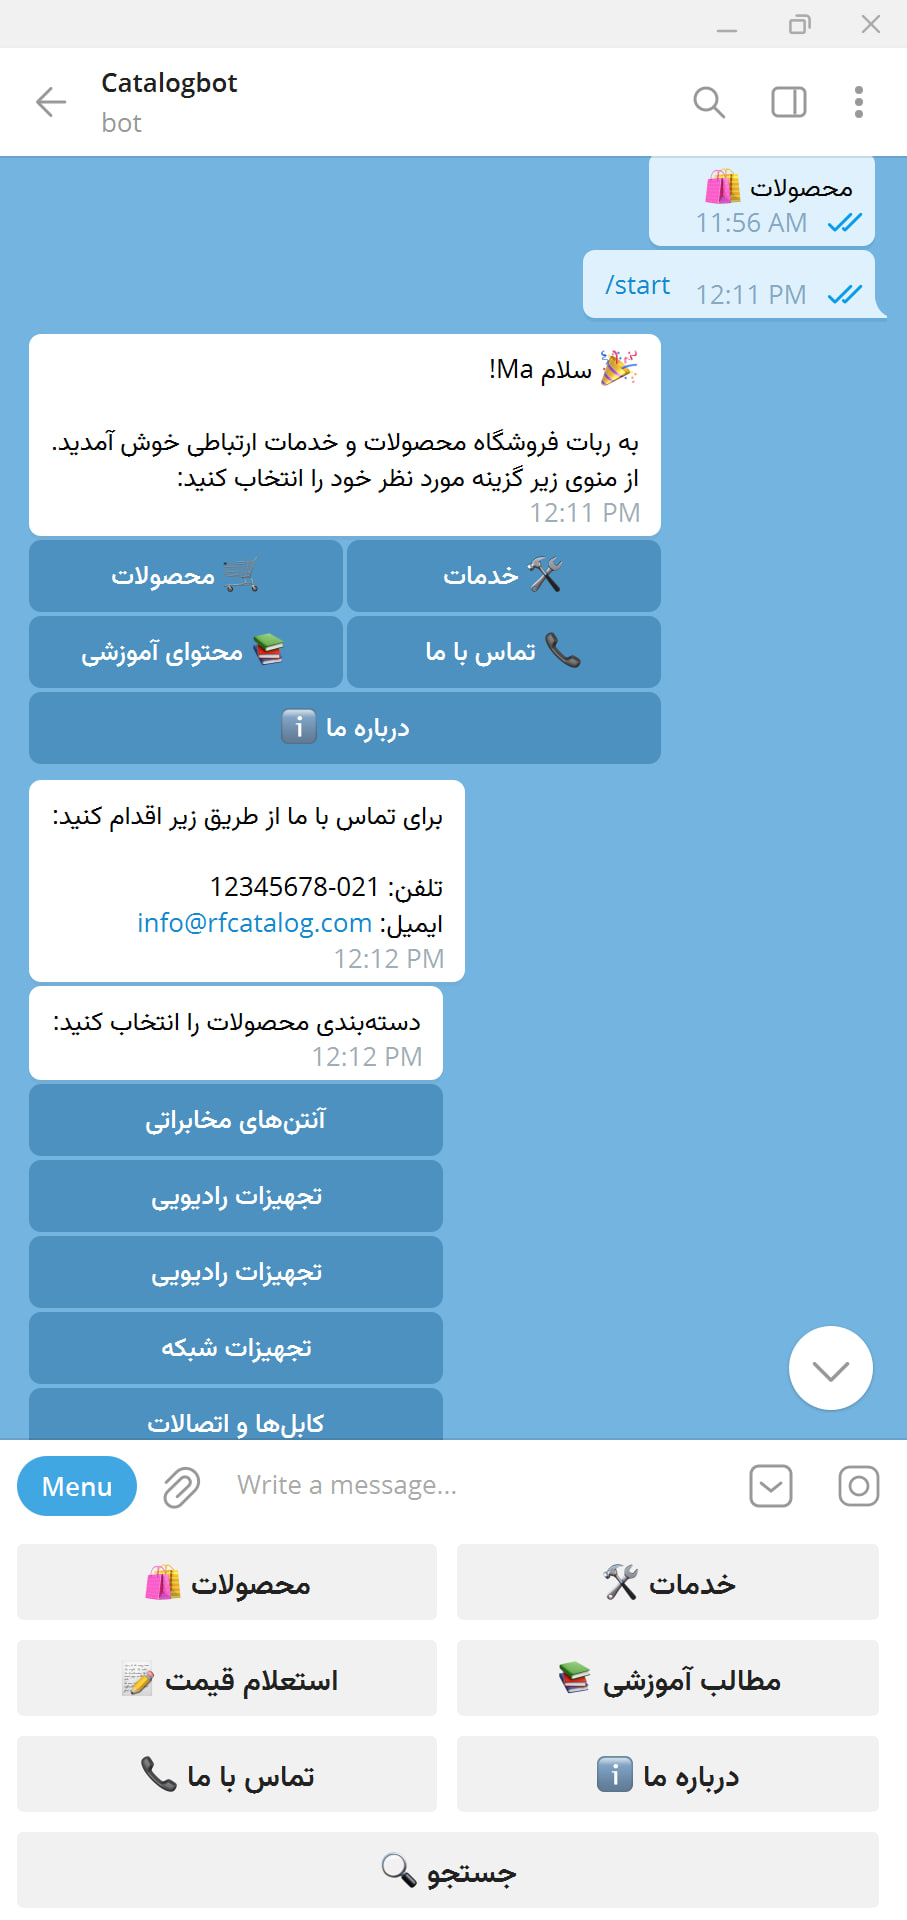 Catalogbot
bot
محصولات 🛍️
11:56 AM
/start 12:11 PM
🎉 سلام Ma!
به ربات فروشگاه محصولات و خدمات ارتباطی خوش آمدید.
از منوی زیر گزینه مورد نظر خود را انتخاب کنید:
12:11 PM
🛒 محصولات
🛠️ خدمات
📚 محتوای آموزشی
📞 تماس با ما
درباره ما ℹ️
برای تماس با ما از طریق زیر اقدام کنید:
تلفن: 12345678-021
ایمیل: info@rfcatalog.com
12:12 PM
دسته‌بندی محصولات را انتخاب کنید:
12:12 PM
آنتن‌های مخابراتی
تجهیزات رادیویی
تجهیزات رادیویی
تجهیزات شبکه
کابل‌ها و اتصالات
Menu
Write a message...
محصولات 🛍️
خدمات 🛠️
استعلام قیمت 📝
مطالب آموزشی 📚
تماس با ما 📞
درباره ما ℹ️
جستجو 🔍